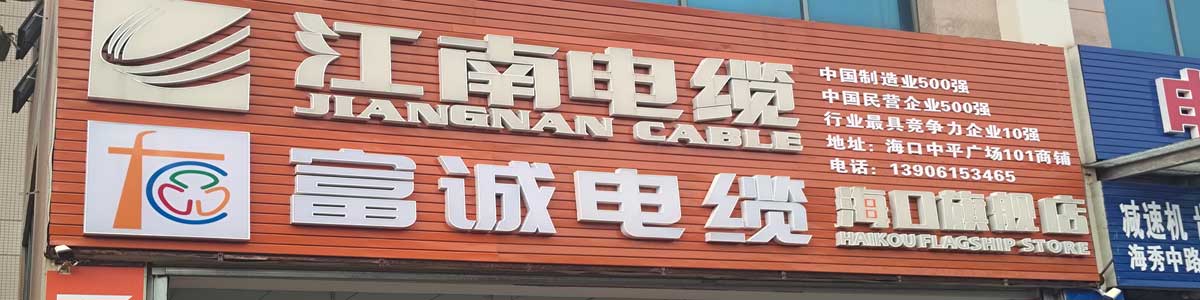 江南电缆
JIANGNAN CABLE
中国制造业500强
中国民营企业500强
行业最具竞争力企业10强
地址：海口中平广场101商铺
电话：13906153465
富诚电缆
海口旗舰店
HAIKOU FLAGSHIP STORE
减速机
海秀中路